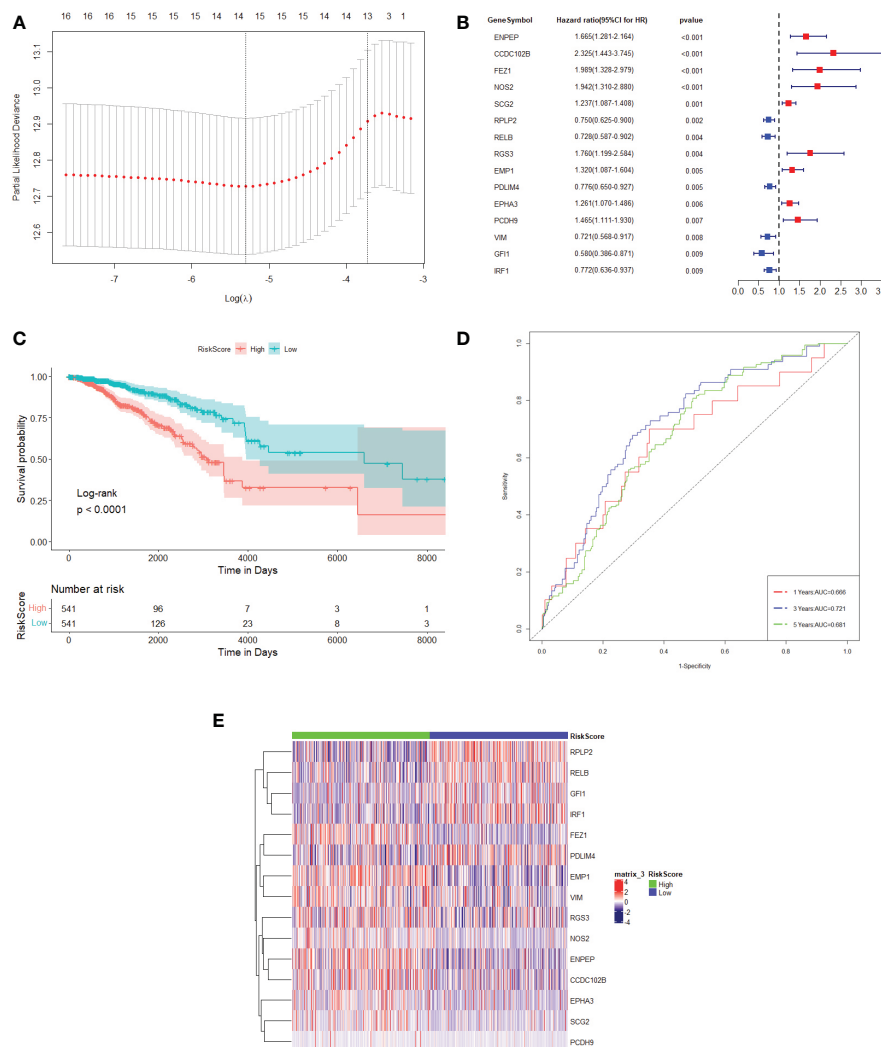 A
16 16 16 15 15 15 15 14 14 15 15 14 14 13 3 1
Partial Likelihood Deviance
13.1
13.0
12.9
12.8
12.7
12.6
-7 -6 -5 -4 -3
Log(λ)
B
GeneSymbol Hazard ratio(95%CI for HR) pvalue
ENPEP 1.665(1.281-2.164) <0.001
CCDC102B 2.325(1.443-3.745) <0.001
FEZ1 1.989(1.328-2.979) <0.001
NOS2 1.942(1.310-2.880) <0.001
SCG2 1.237(1.087-1.408) 0.001
RPLP2 0.750(0.625-0.900) 0.002
RELB 0.728(0.587-0.902) 0.004
RGS3 1.760(1.199-2.584) 0.004
EMP1 1.320(1.087-1.604) 0.005
PDLIM4 0.776(0.650-0.927) 0.005
EPHA3 1.261(1.070-1.486) 0.006
PCDH9 1.465(1.111-1.930) 0.007
VIM 0.721(0.568-0.917) 0.008
GFI1 0.580(0.386-0.871) 0.009
IRF1 0.772(0.636-0.937) 0.009
0.0 0.5 1.0 1.5 2.0 2.5 3.0
C
RiskScore High Low
Survival probability
1.00
0.75
0.50
0.25
0.00
Log-rank
p < 0.0001
0 2000 4000 6000 8000
Time in Days
Number at risk
RiskScore
High 541 96 7 3 1
Low 541 126 23 8 3
0 2000 4000 6000 8000
Time in Days
D
Sensitivity
1.0
0.8
0.6
0.4
0.2
0.0
1 Years:AUC=0.666
3 Years:AUC=0.721
5 Years:AUC=0.681
0.0 0.2 0.4 0.6 0.8 1.0
1-Specificity
E
RiskScore
RPLP2
RELB
GFI1
IRF1
FEZ1
PDLIM4
EMP1
VIM
RGS3
NOS2
ENPEP
CCDC102B
EPHA3
SCG2
PCDH9
matrix_3
4
2
0
-2
-4
RiskScore
High
Low